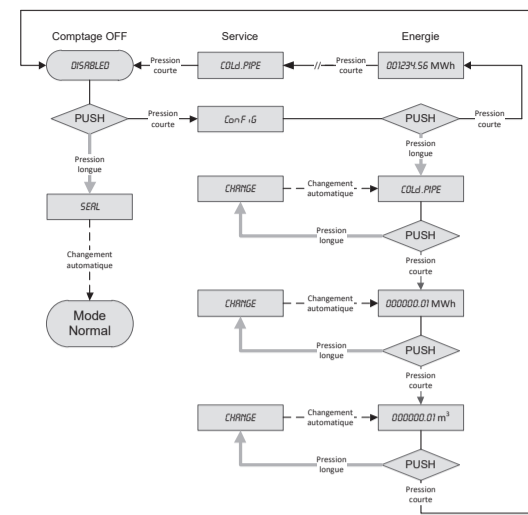 Comptage OFF
Service
Energie
DISABLED
Pression
courte
COLd.PIPE
//
Pression
courte
001234.56 MWh
PUSH
Pression
courte
ConFiG
PUSH
Pression
courte
Pression
longue
SEAL
Changement
automatique
Mode
Normal
Pression
longue
CHANGE
Changement
automatique
COLd.PIPE
Pression
longue
PUSH
Pression
courte
CHANGE
Changement
automatique
000000.01 MWh
Pression
longue
PUSH
Pression
courte
CHANGE
Changement
automatique
000000.01 m³
Pression
longue
PUSH
Pression
courte